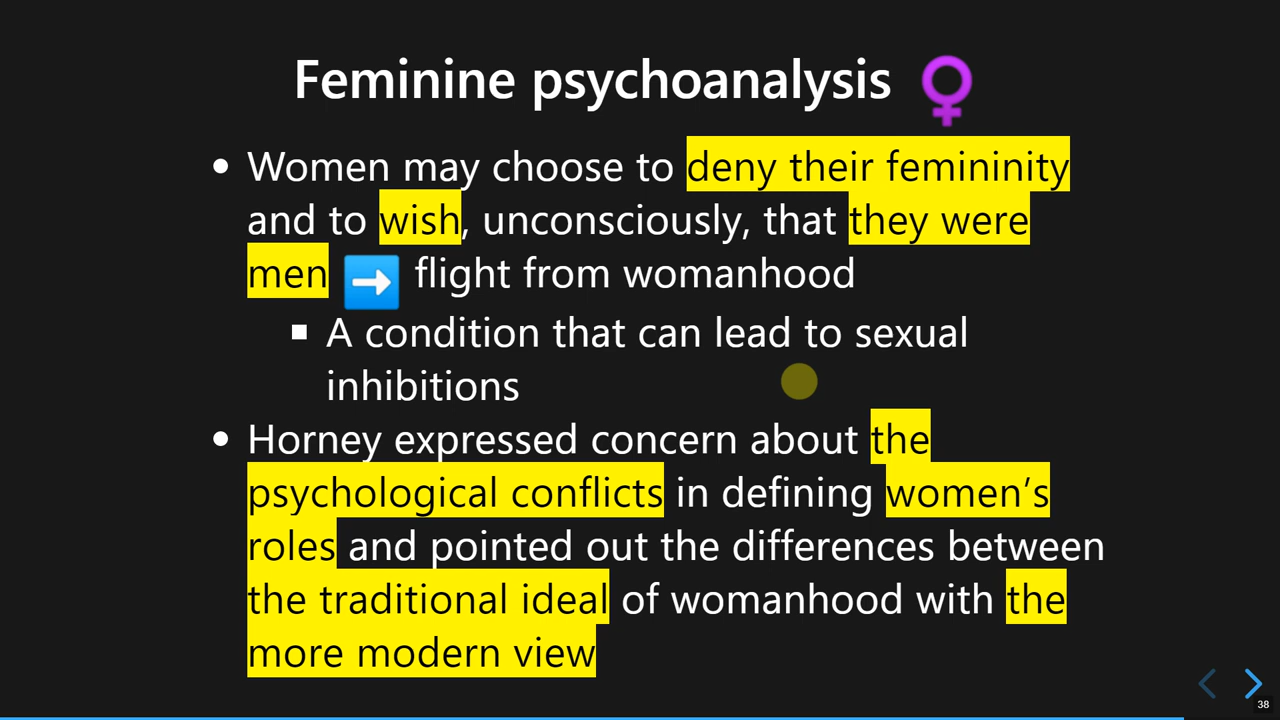 Feminine psychoanalysis ♀
• Women may choose to deny their femininity
and to wish, unconsciously, that they were
men ➡ flight from womanhood
▪ A condition that can lead to sexual
inhibitions
• Horney expressed concern about the
psychological conflicts in defining women’s
roles and pointed out the differences between
the traditional ideal of womanhood with the
more modern view
38